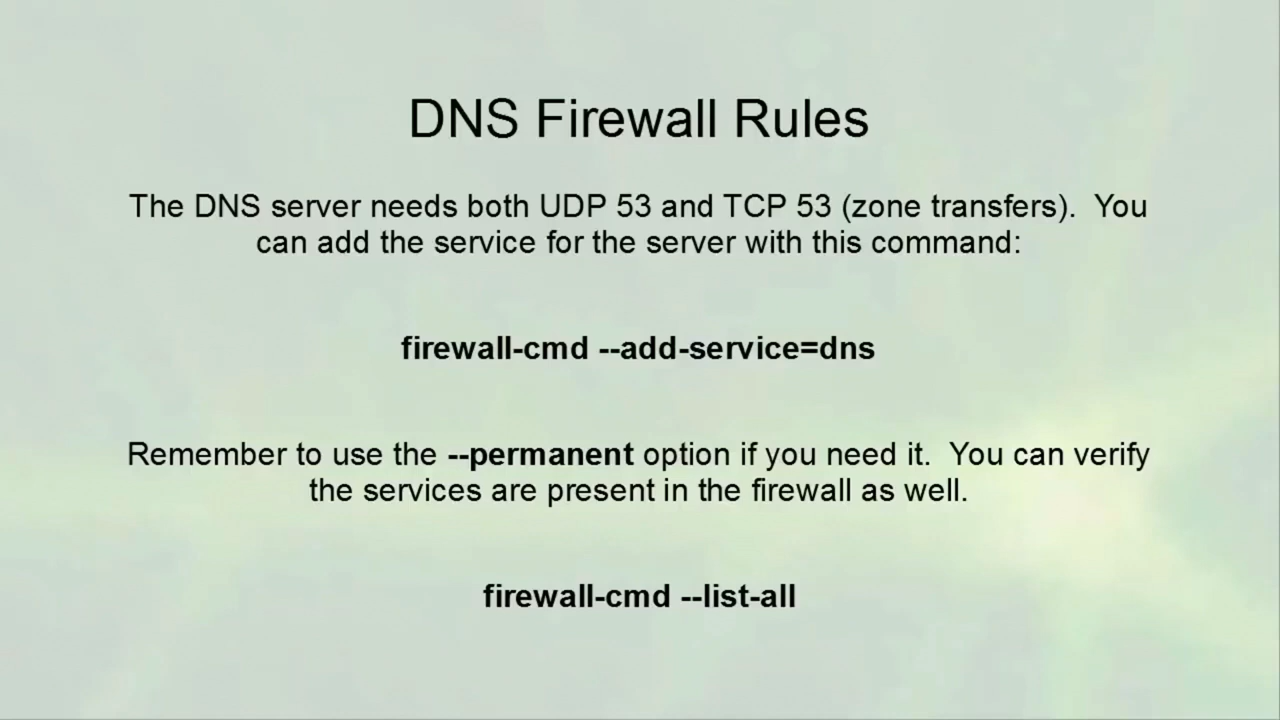 DNS Firewall Rules
The DNS server needs both UDP 53 and TCP 53 (zone transfers).  You
can add the service for the server with this command:
firewall-cmd --add-service=dns
Remember to use the --permanent option if you need it.  You can verify
the services are present in the firewall as well.
firewall-cmd --list-all